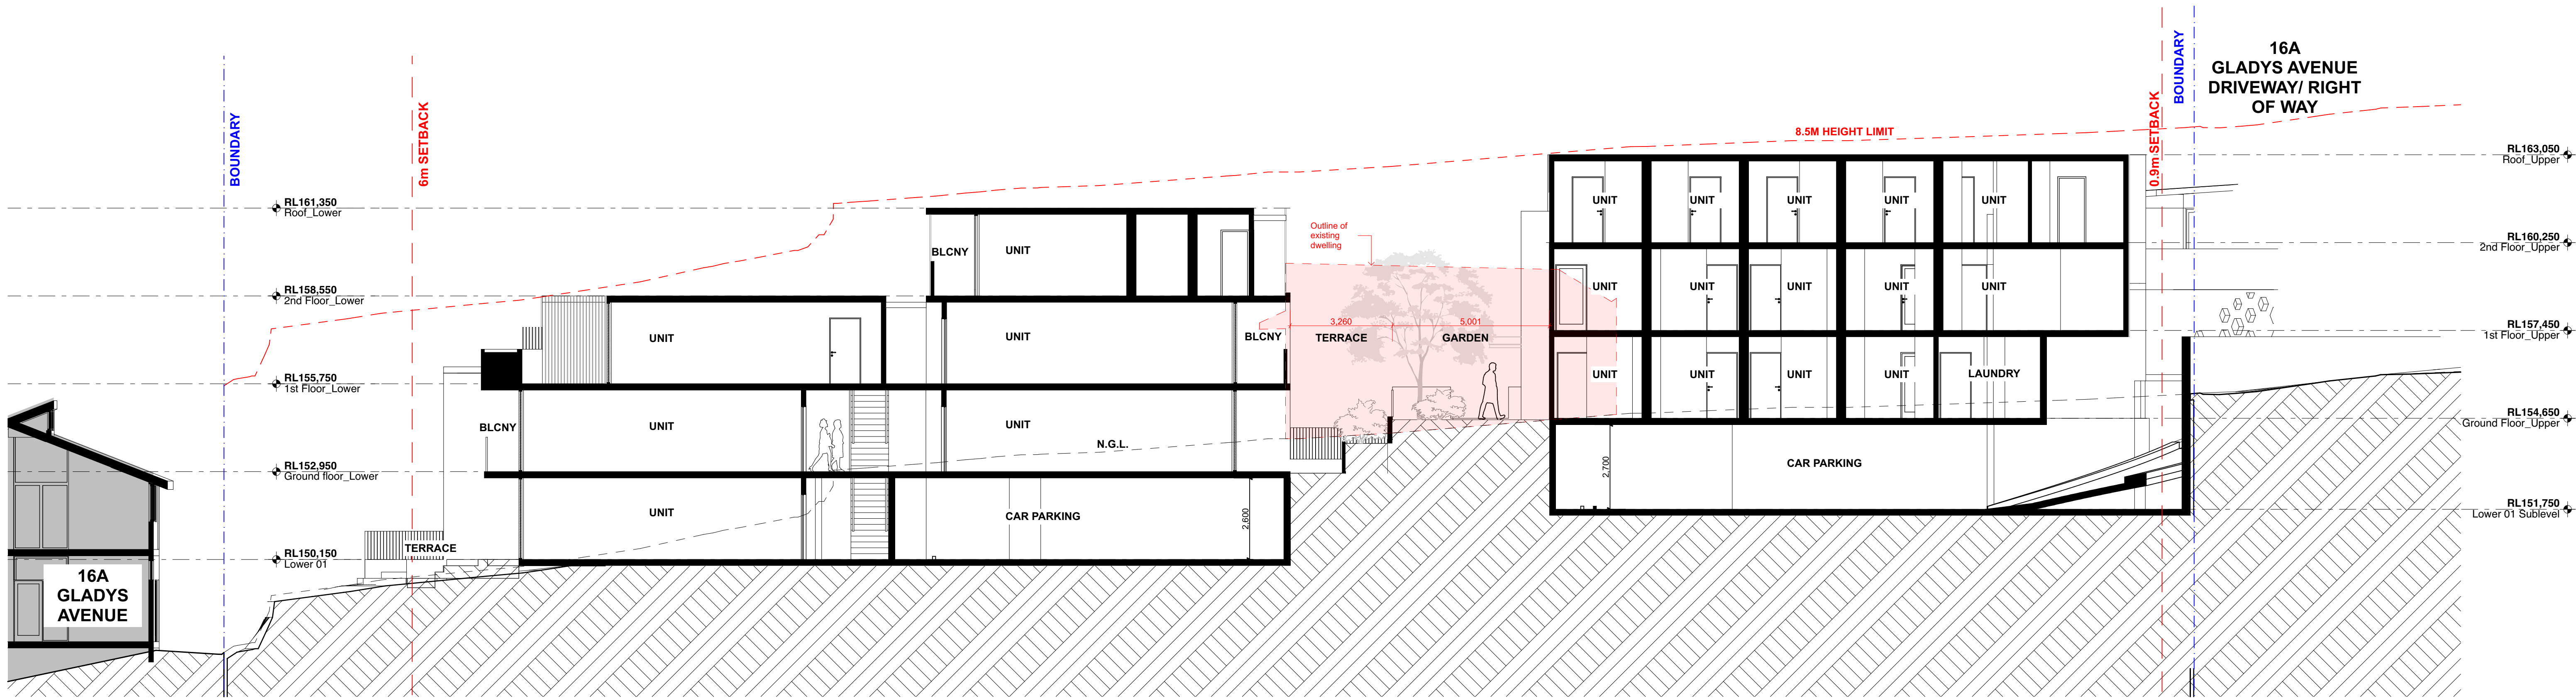 16A
GLADYS AVENUE
DRIVEWAY/ RIGHT
OF WAY
BOUNDARY
6m SETBACK
8.5M HEIGHT LIMIT
0.9m SETBACK
BOUNDARY
RL163,050
Roof_Upper
RL161,350
Roof_Lower
RL160,250
2nd Floor_Upper
RL158,550
2nd Floor_Lower
RL157,450
1st Floor_Upper
RL155,750
1st Floor_Lower
RL154,650
Ground Floor_Upper
RL152,950
Ground floor_Lower
RL151,750
Lower 01 Sublevel
RL150,150
Lower 01
Outline of
existing
dwelling
BLCNY
UNIT
UNIT
UNIT
UNIT
UNIT
UNIT
UNIT
UNIT
UNIT
UNIT
UNIT
UNIT
3,260
5,001
UNIT
UNIT
BLCNY
TERRACE
GARDEN
UNIT
UNIT
UNIT
UNIT
LAUNDRY
BLCNY
UNIT
UNIT
N.G.L.
2,700
CAR PARKING
UNIT
CAR PARKING
2,600
TERRACE
16A
GLADYS
AVENUE